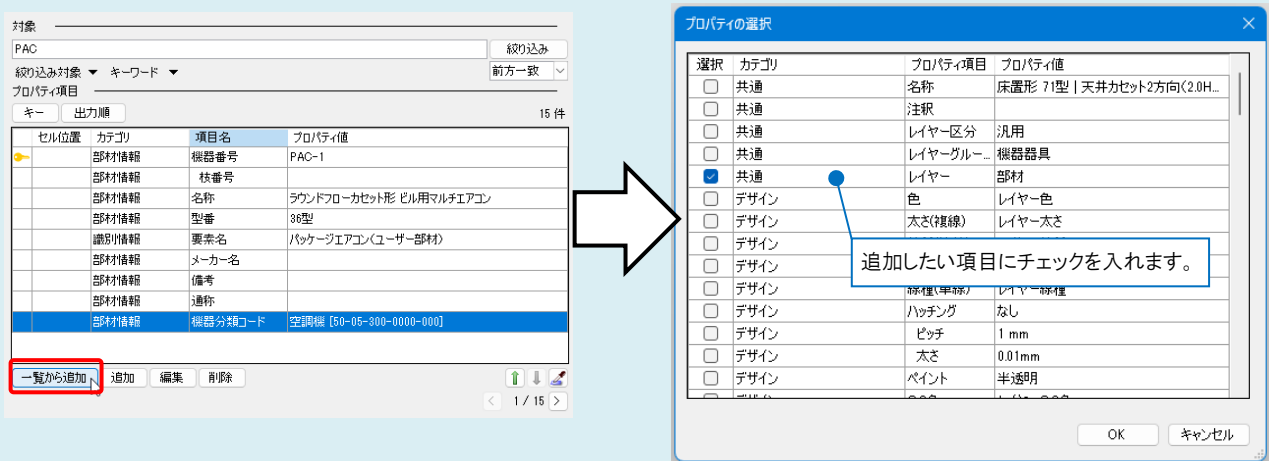 対象
PAC 絞り込み
絞り込み対象 ▼ キーワード ▼ 前方一致
プロパティ項目
キー 出力順 15 件
セル位置 カテゴリ 項目名 プロパティ値
部材情報 機器番号 PAC-1
部材情報 枝番号
部材情報 名称 ラウンドフローカセット形 ビル用マルチエアコン
部材情報 型番 36型
識別情報 要素名 パッケージエアコン(ユーザー部材)
部材情報 メーカー名
部材情報 備考
部材情報 通称
部材情報 機器分類コード 空調機 [50-05-300-0000-000]
一覧から追加 追加 編集 削除
< 1 / 15 >
プロパティの選択
選択 カテゴリ プロパティ項目 プロパティ値
共通 名称 床置形 71型 | 天井カセット2方向(2.0H...
共通 注釈
共通 レイヤー区分 汎用
共通 レイヤーグルー... 機器器具
共通 レイヤー 部材
デザイン 色 レイヤー色
デザイン 太さ(複線) レイヤー太さ
デザイン
デザイン
追加したい項目にチェックを入れます。
デザイン 線種(単線) レイヤー線種
デザイン ハッチング なし
デザイン ピッチ 1 mm
デザイン 太さ 0.01mm
デザイン ペイント 半透明
OK キャンセル